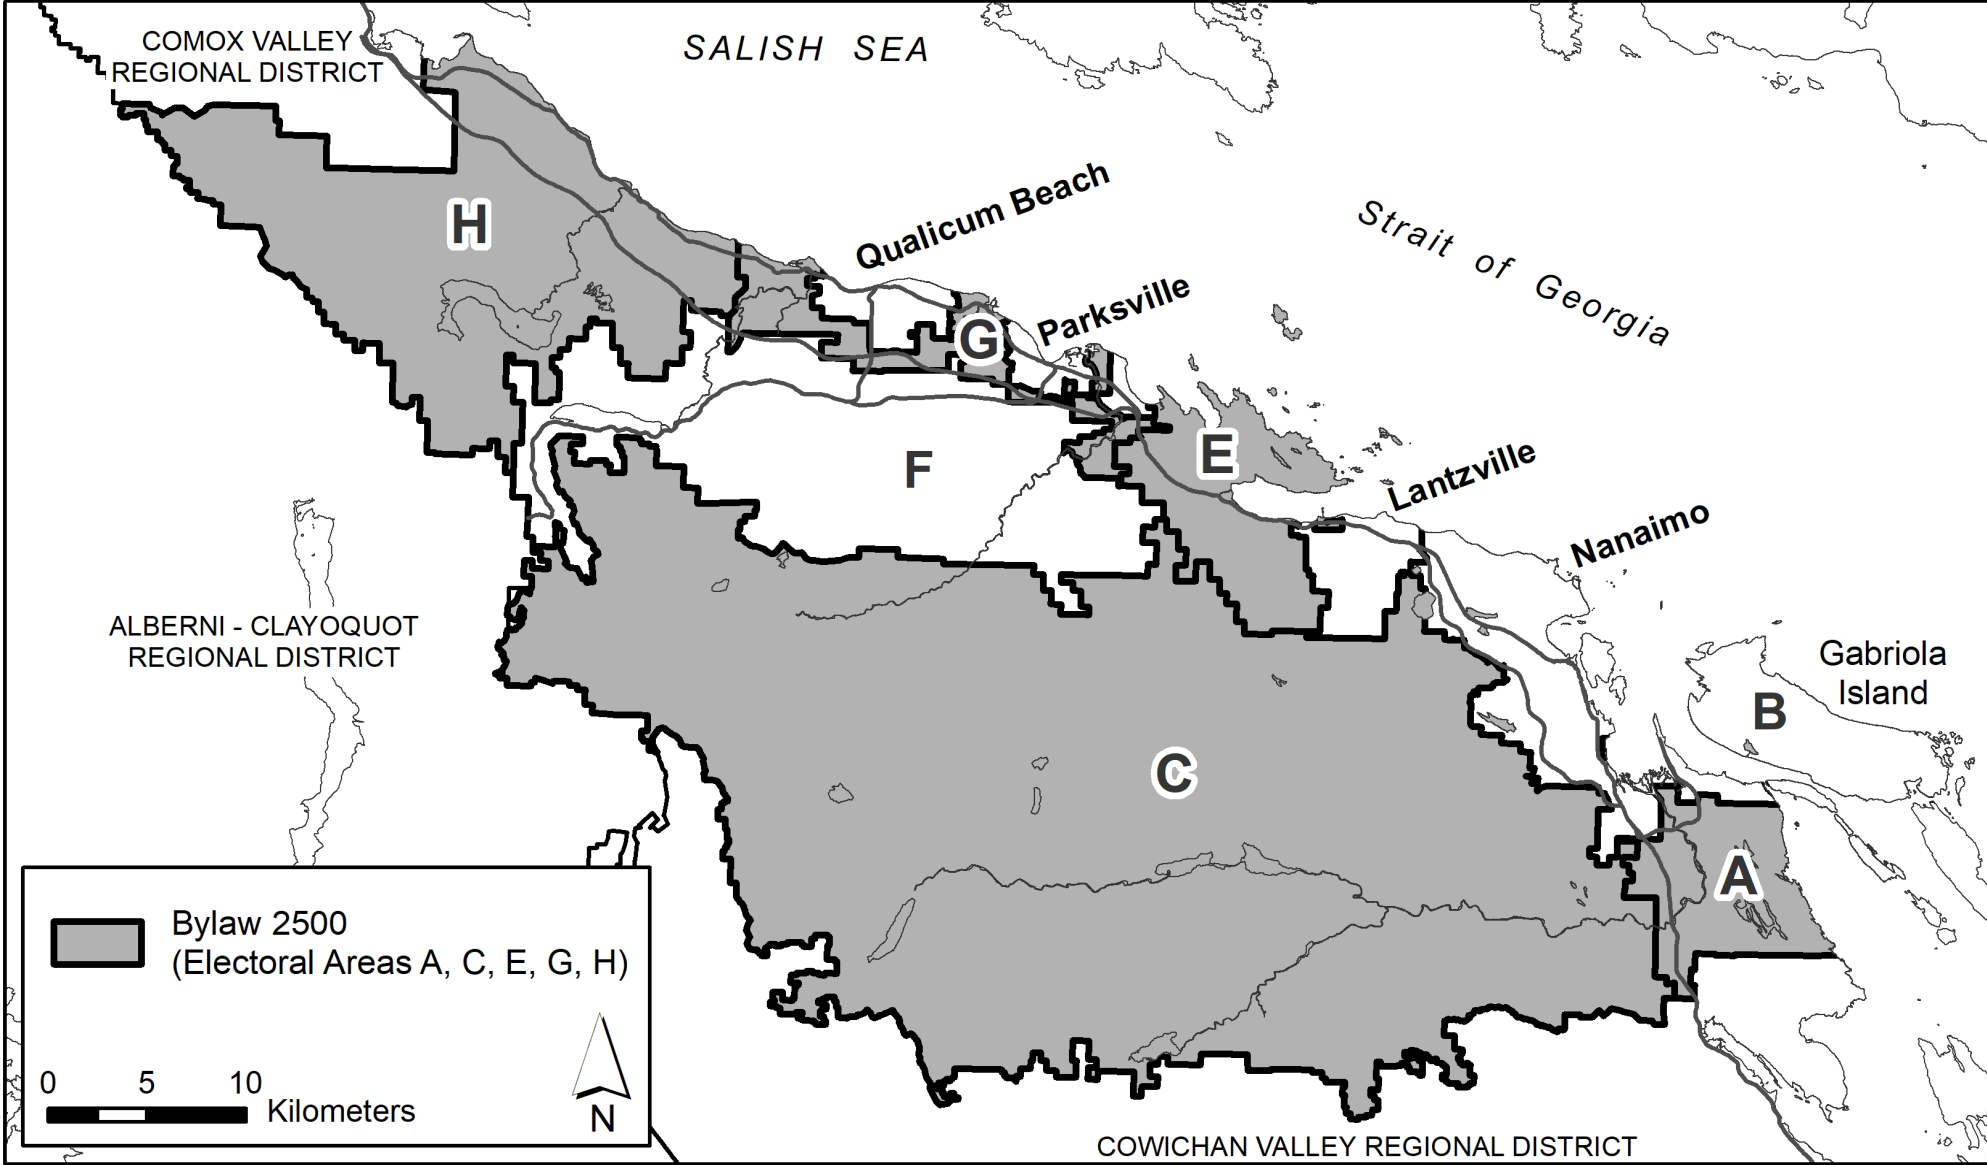 COMOX VALLEY
REGIONAL DISTRICT
SALISH SEA
Qualicum Beach
Strait of Georgia
H
Parksville
G
E
F
Lantzville
Nanaimo
ALBERNI - CLAYOQUOT
REGIONAL DISTRICT
Gabriola
Island
B
C
A
Bylaw 2500
(Electoral Areas A, C, E, G, H)
0 5 10
Kilometers
N
COWICHAN VALLEY REGIONAL DISTRICT